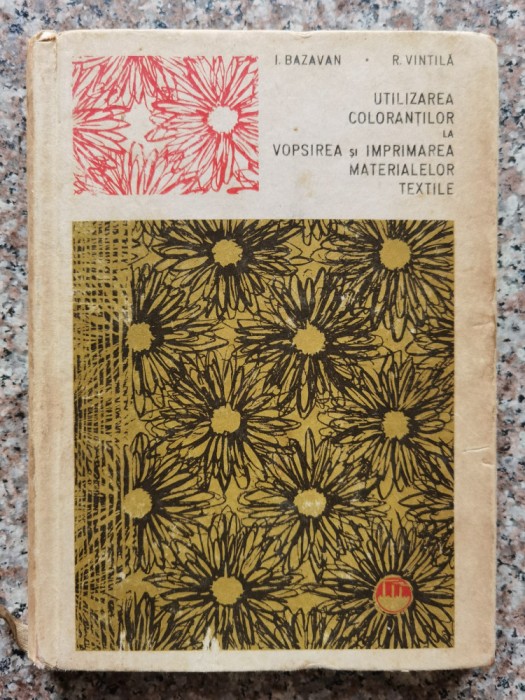 I. BAZAVAN • R. VINTILĂ
UTILIZAREA
COLORANȚILOR
LA
VOPSIREA ȘI IMPRIMAREA
MATERIALELOR
TEXTILE